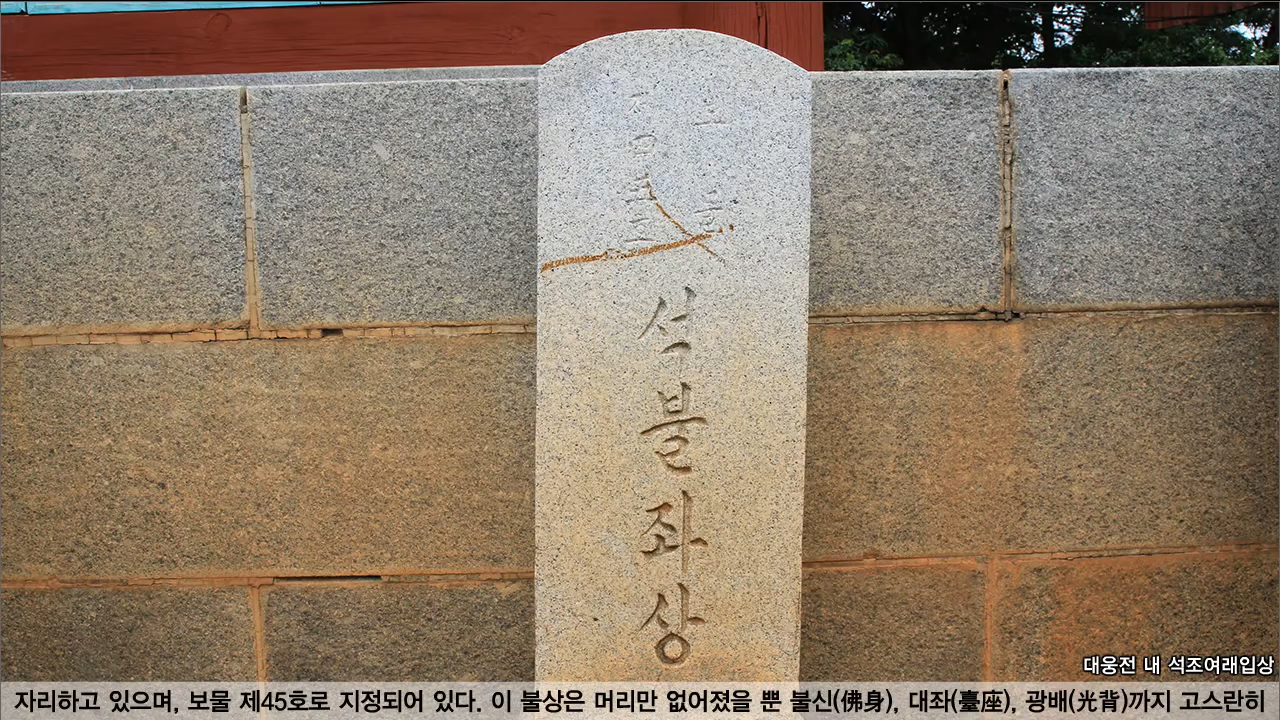 석불좌상
대웅전 내 석조여래입상
자리하고 있으며, 보물 제45호로 지정되어 있다. 이 불상은 머리만 없어졌을 뿐 불신(佛身), 대좌(臺座), 광배(光背)까지 고스란히